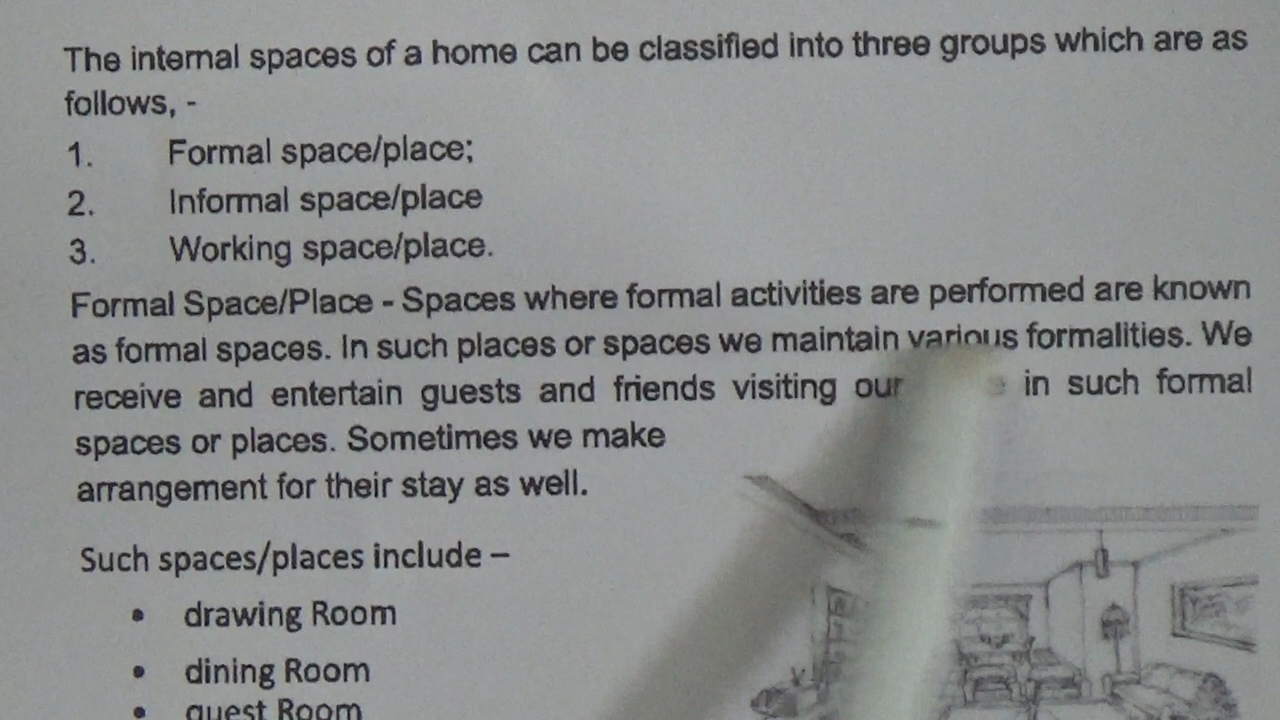 The internal spaces of a home can be classified into three groups which are as
follows, -
1. Formal space/place;
2. Informal space/place
3. Working space/place.
Formal Space/Place - Spaces where formal activities are performed are known
as formal spaces. In such places or spaces we maintain various formalities. We
receive and entertain guests and friends visiting our in such formal
spaces or places. Sometimes we make
arrangement for their stay as well.
Such spaces/places include –
• drawing Room
• dining Room
• guest Room